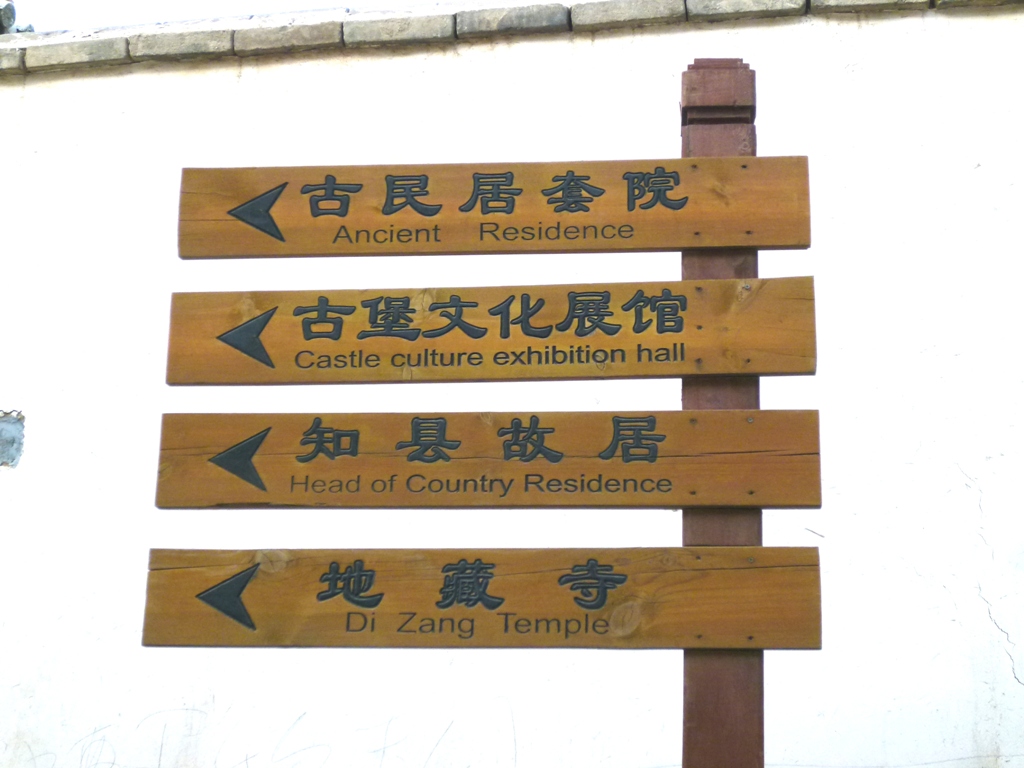 古民居套院
Ancient Residence
古堡文化展馆
Castle culture exhibition hall
知县故居
Head of Country Residence
地藏寺
Di Zang Temple